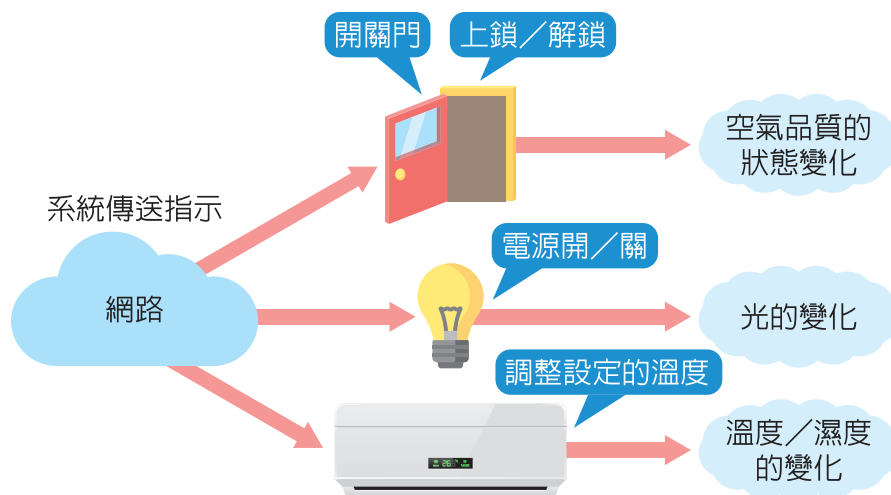 開關門
上鎖／解鎖
空氣品質的
狀態變化
系統傳送指示
網路
電源開／關
光的變化
調整設定的溫度
溫度／濕度
的變化
26